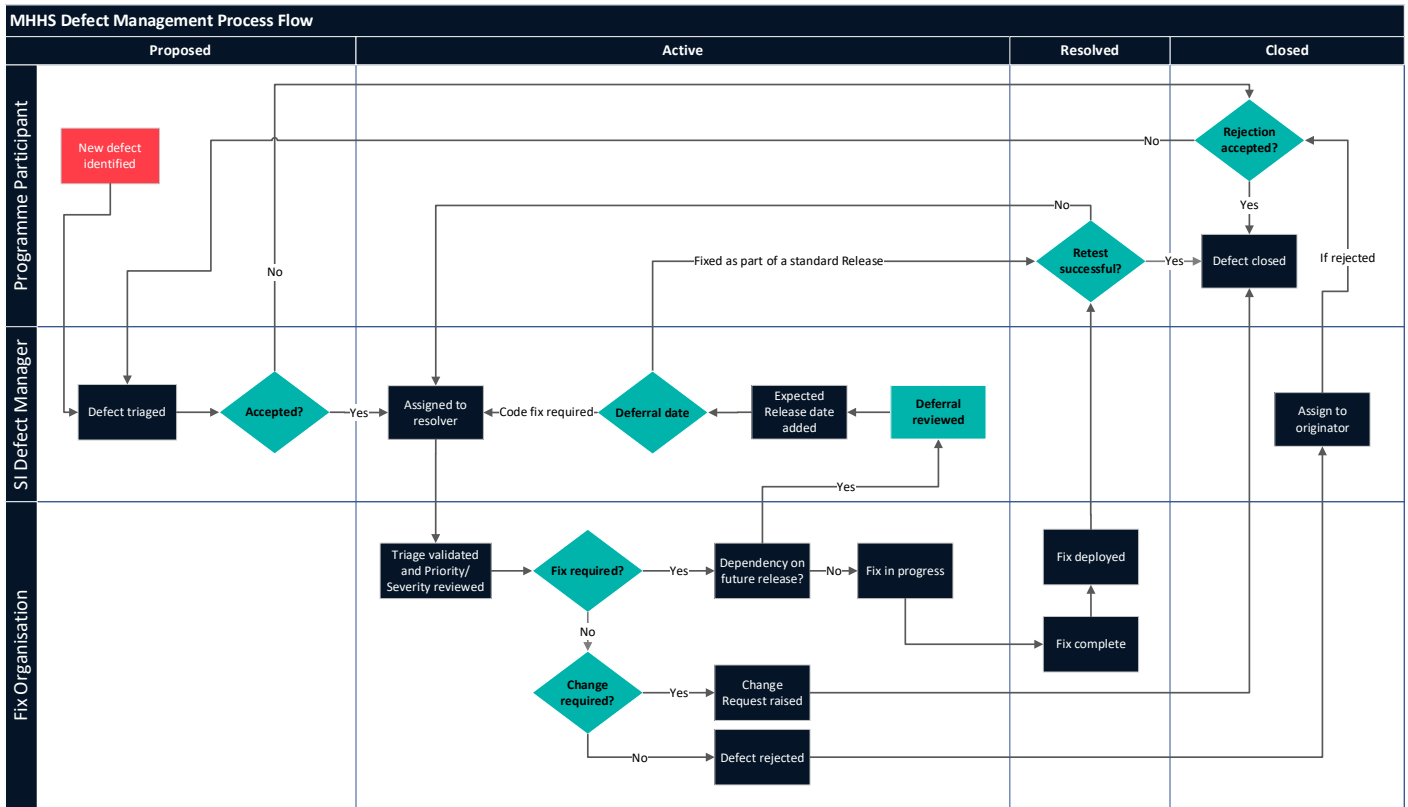 MHHS Defect Management Process Flow
Proposed
Active
Resolved
Closed
Programme Participant
New defect
identified
No
Rejection
accepted?
No
Yes
No
Fixed as part of a standard Release
Retest
successful?
Yes
Defect closed
If rejected
SI Defect Manager
Defect triaged
Accepted?
Yes
Assigned to
resolver
Code fix required
Deferral date
Expected
Release date
added
Deferral
reviewed
Assign to
originator
Yes
Fix Organisation
Triage validated
and Priority/
Severity reviewed
Fix required?
Yes
Dependency on
future release?
No
Fix in progress
Fix deployed
No
Fix complete
Change
required?
Yes
Change
Request raised
No
Defect rejected